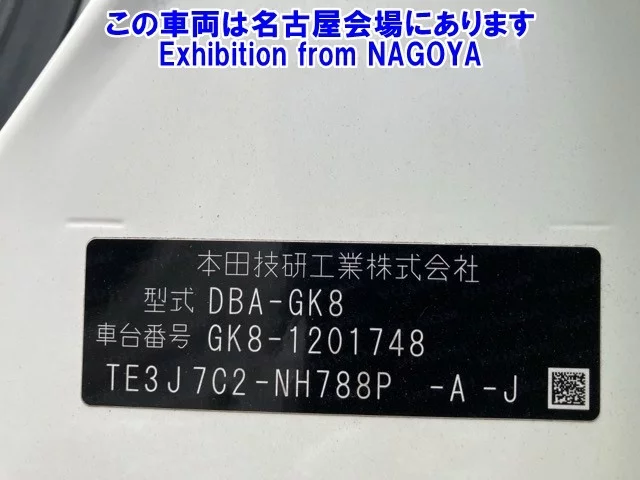 この車両は名古屋会場にあります
Exhibition from NAGOYA
本田技研工業株式会社
型式 DBA-GK8
車台番号 GK8-1201748
TE3J7C2-NH788P -A -J